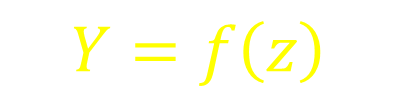 Y = f(z)